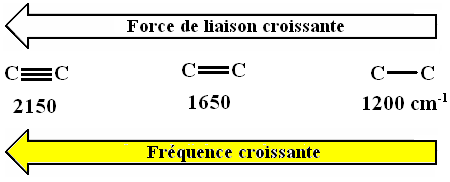 Force de liaison croissante
C≡C C=C C—C
2150 1650 1200 cm⁻¹
Fréquence croissante